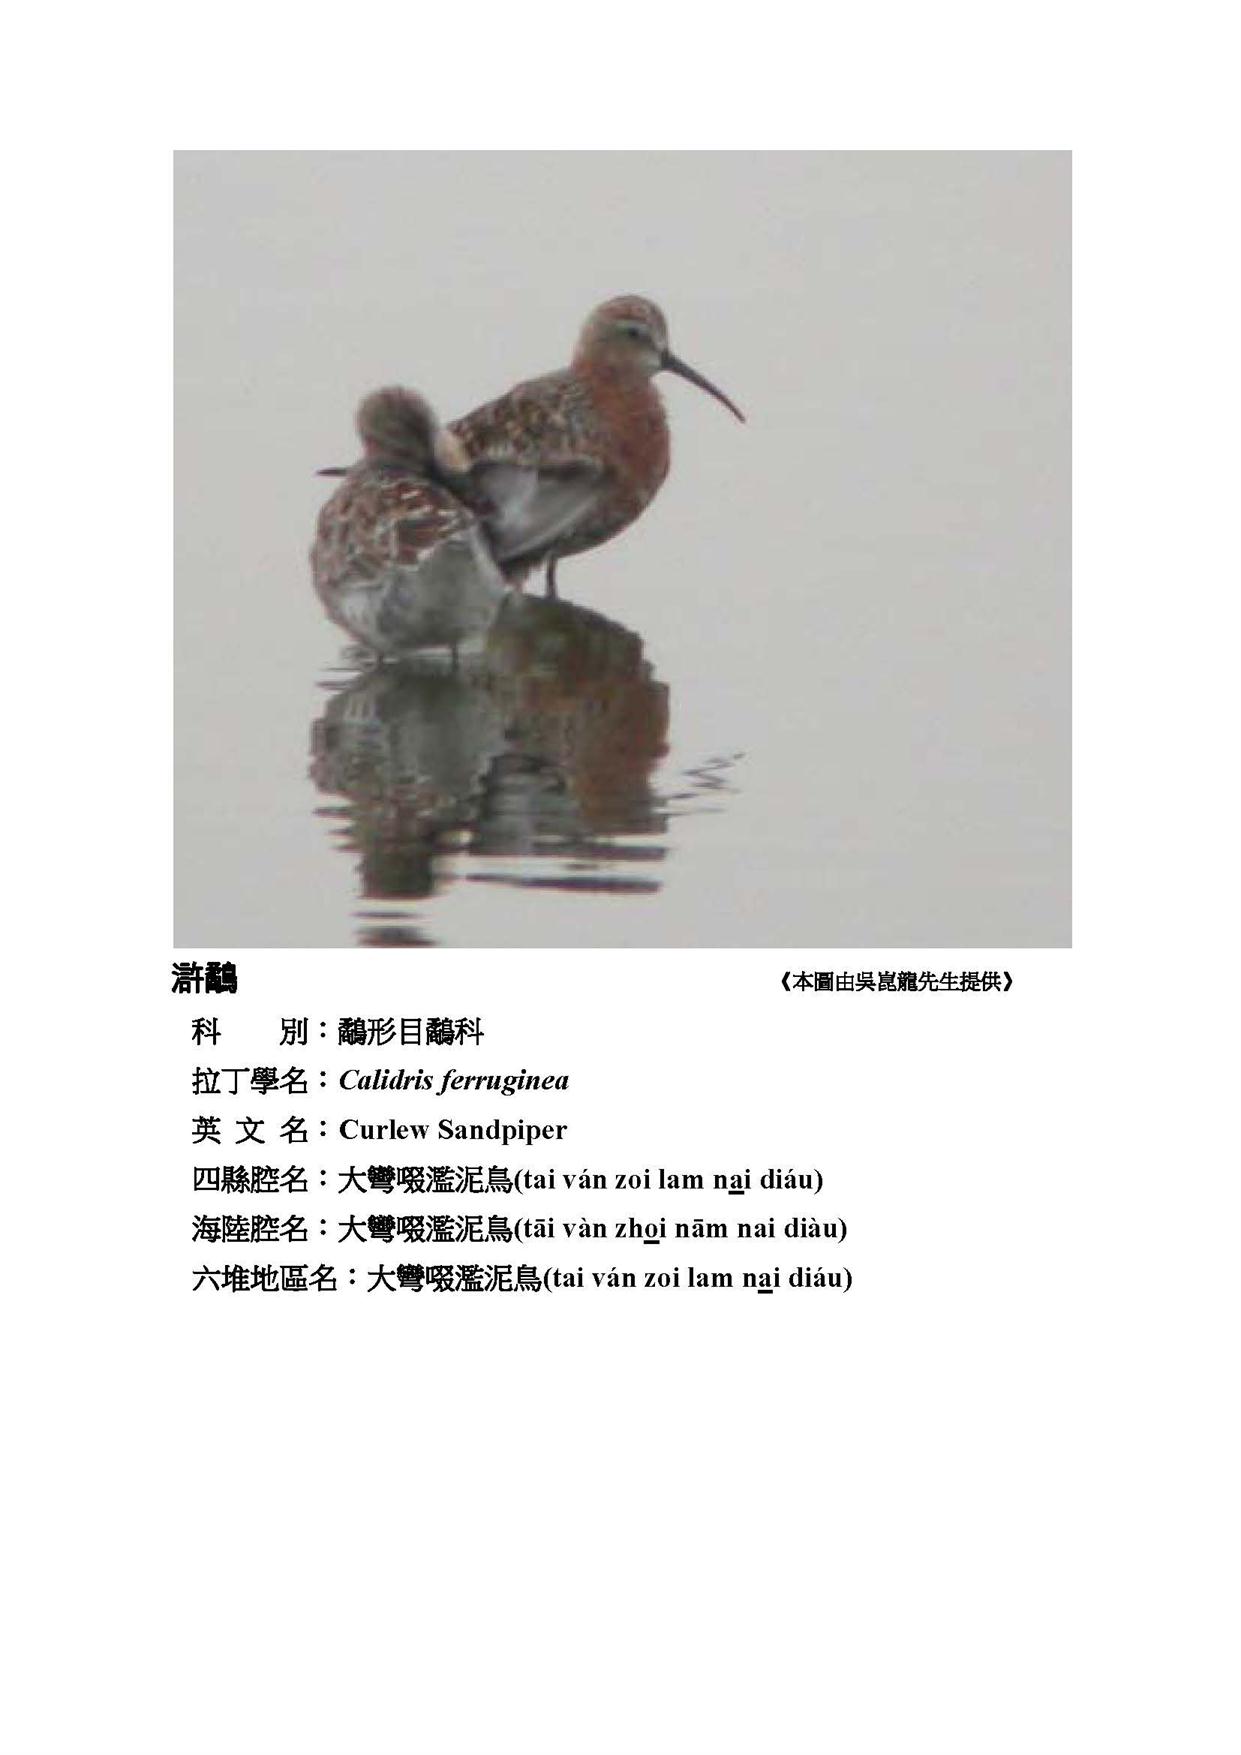 滸鷸 《本圖由吳崑龍先生提供》
科　　別：鷸形目鷸科
拉丁學名：Calidris ferruginea
英 文 名：Curlew Sandpiper
四縣腔名：大彎啜濫泥鳥(tai ván zoi lam nai diáu)
海陸腔名：大彎啜濫泥鳥(tāi vàn zhoi nām nai diàu)
六堆地區名：大彎啜濫泥鳥(tai ván zoi lam nai diáu)